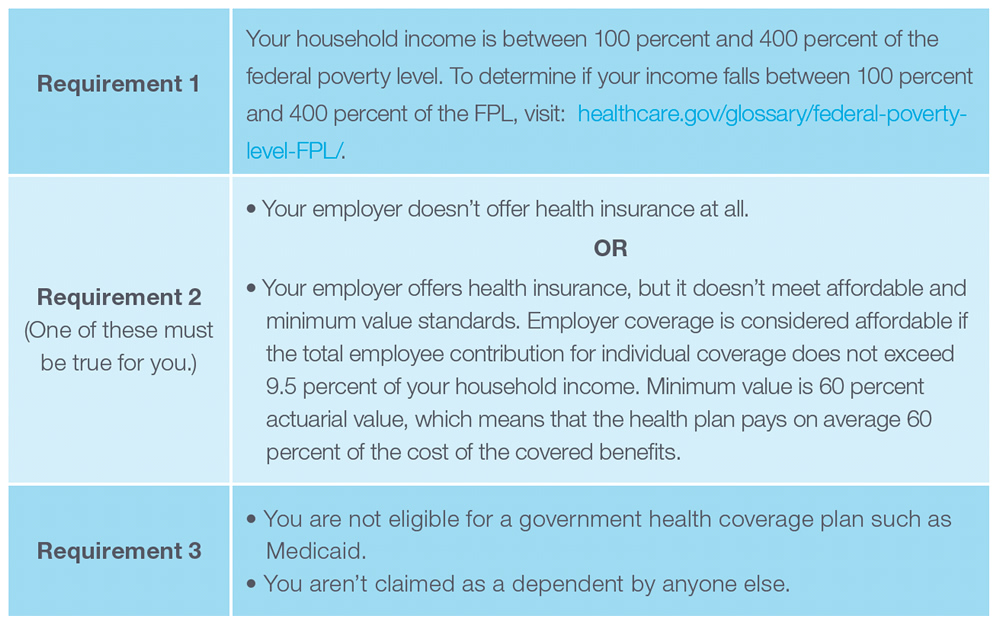 Requirement 1
Your household income is between 100 percent and 400 percent of the
federal poverty level. To determine if your income falls between 100 percent
and 400 percent of the FPL, visit: healthcare.gov/glossary/federal-poverty-
level-FPL/.
Requirement 2
(One of these must
be true for you.)
• Your employer doesn’t offer health insurance at all.
OR
• Your employer offers health insurance, but it doesn’t meet affordable and
minimum value standards. Employer coverage is considered affordable if
the total employee contribution for individual coverage does not exceed
9.5 percent of your household income. Minimum value is 60 percent
actuarial value, which means that the health plan pays on average 60
percent of the cost of the covered benefits.
Requirement 3
• You are not eligible for a government health coverage plan such as
Medicaid.
• You aren’t claimed as a dependent by anyone else.